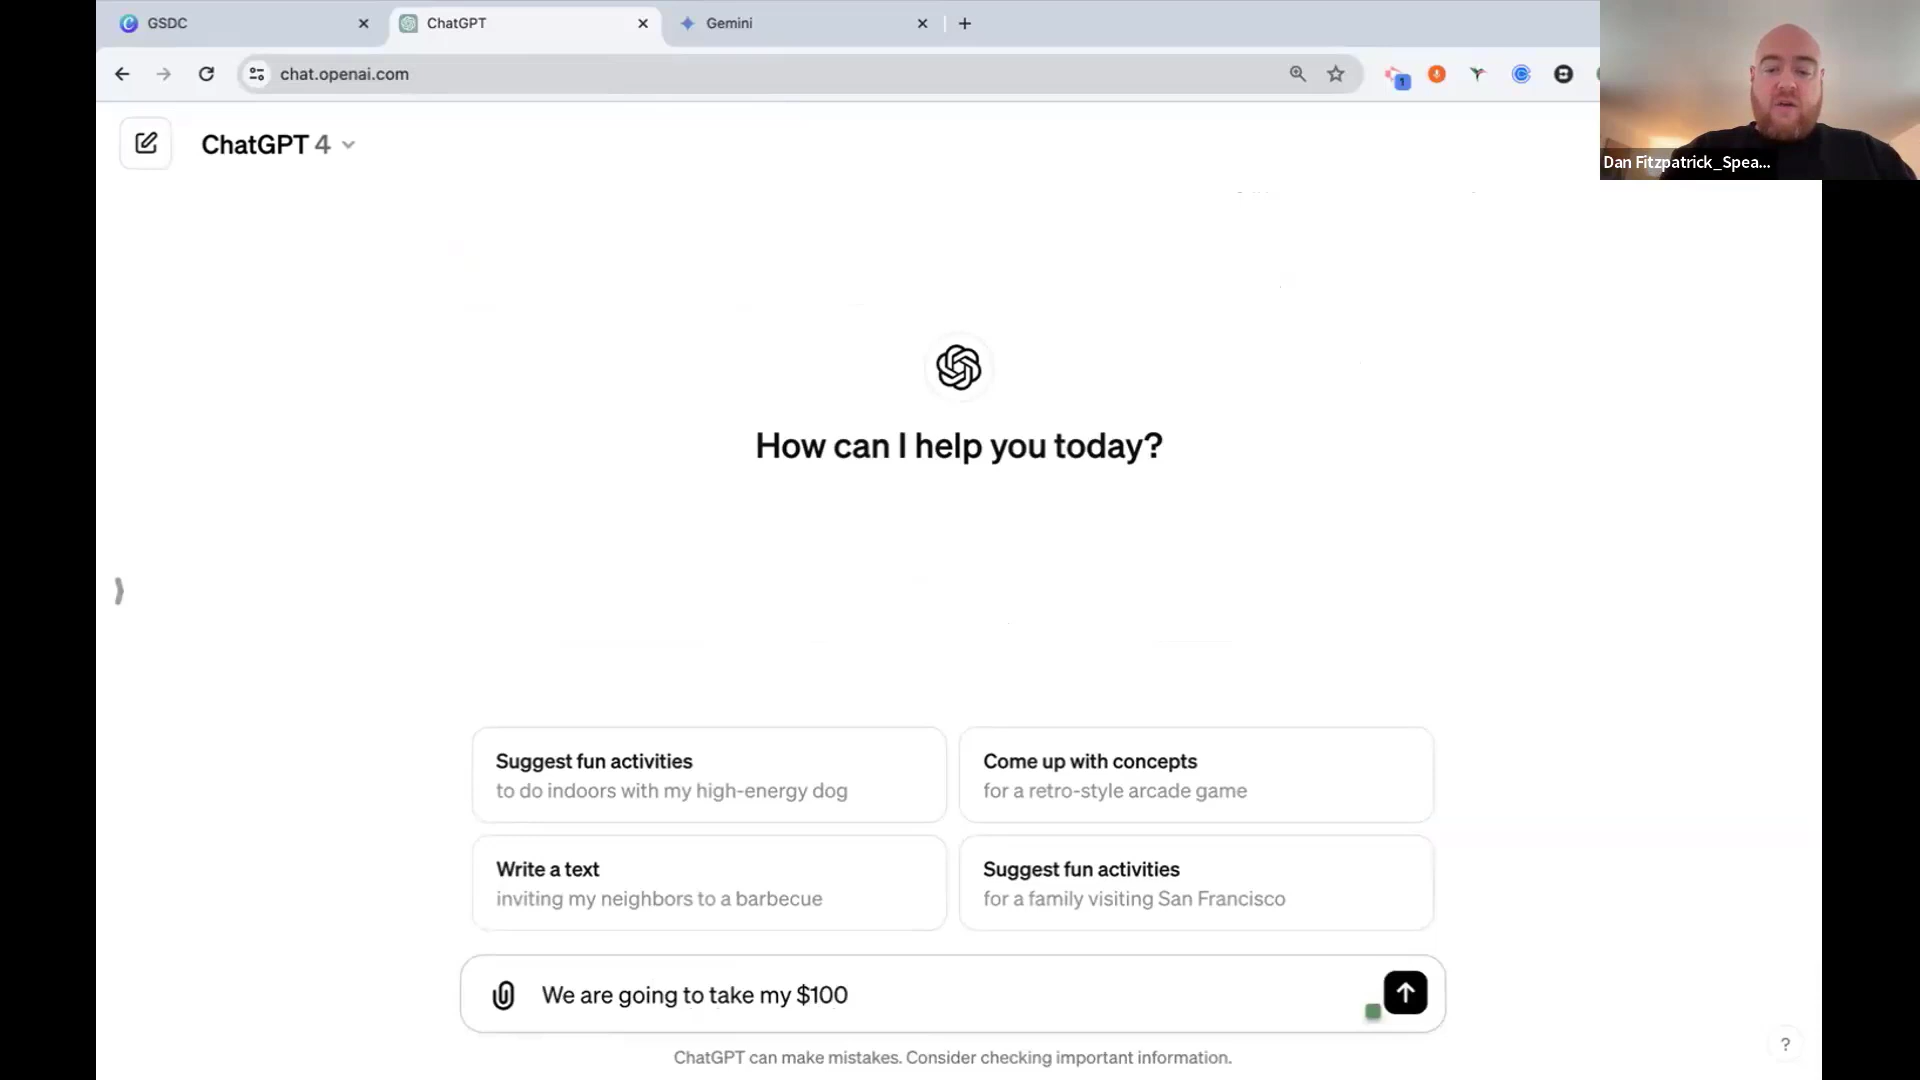 GSDC
ChatGPT
Gemini
chat.openai.com
1
Dan Fitzpatrick_Spea...
ChatGPT 4
How can I help you today?
Suggest fun activities
to do indoors with my high-energy dog
Come up with concepts
for a retro-style arcade game
Write a text
inviting my neighbors to a barbecue
Suggest fun activities
for a family visiting San Francisco
We are going to take my $100
ChatGPT can make mistakes. Consider checking important information.
?